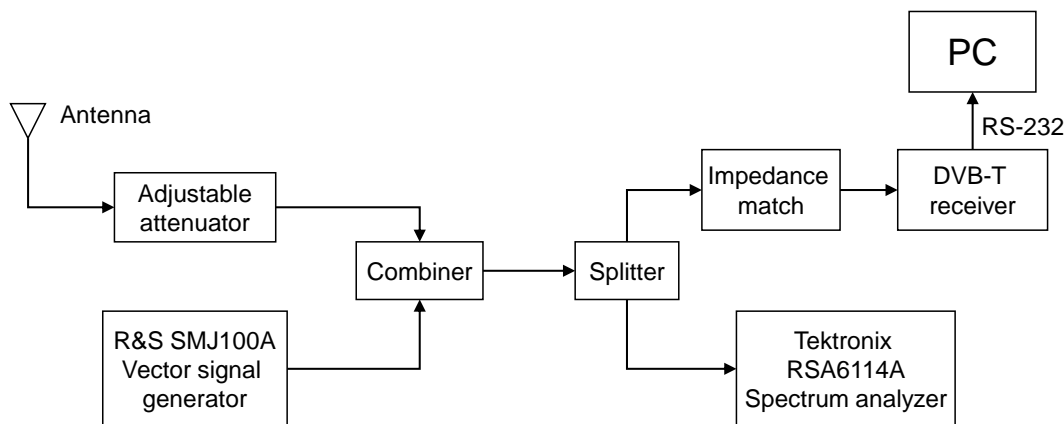 PC
Antenna
RS-232
Adjustable
attenuator
Impedance
match
DVB-T
receiver
Combiner
Splitter
R&S SMJ100A
Vector signal
generator
Tektronix
RSA6114A
Spectrum analyzer